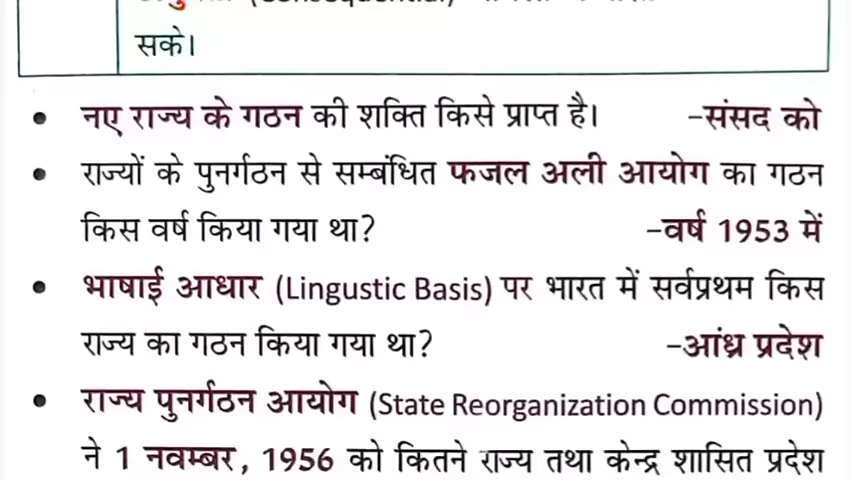 (Consequential)
सके।
• नए राज्य के गठन की शक्ति किसे प्राप्त है। -संसद को
• राज्यों के पुनर्गठन से सम्बंधित फजल अली आयोग का गठन
किस वर्ष किया गया था? -वर्ष 1953 में
• भाषाई आधार (Lingustic Basis) पर भारत में सर्वप्रथम किस
राज्य का गठन किया गया था? -आंध्र प्रदेश
• राज्य पुनर्गठन आयोग (State Reorganization Commission)
ने 1 नवम्बर, 1956 को कितने राज्य तथा केन्द्र शासित प्रदेश